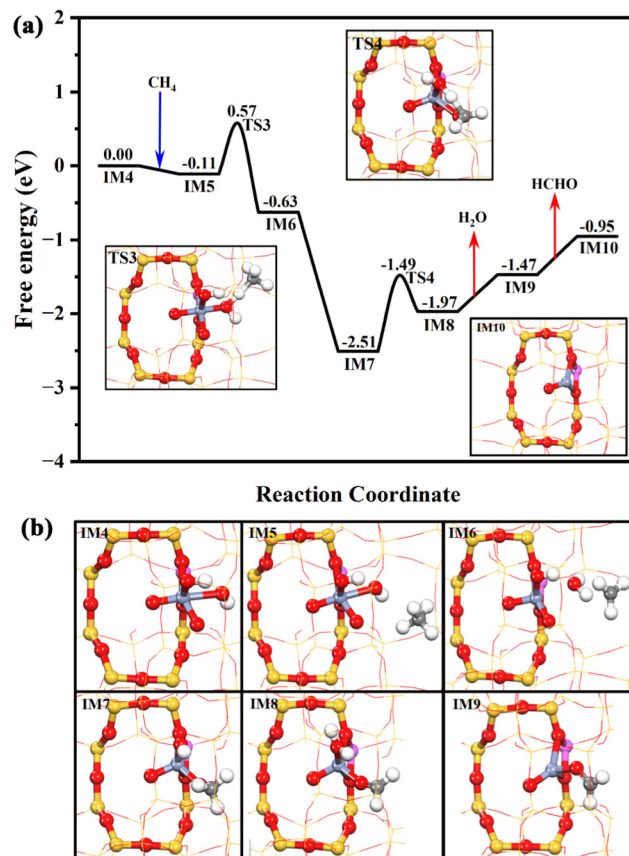 (a)
2
1
0
−1
−2
−3
−4
Free energy (eV)
Reaction Coordinate
0.00
IM4
CH₄
−0.11
IM5
0.57
TS3
−0.63
IM6
−2.51
IM7
−1.49
TS4
−1.97
IM8
H₂O
−1.47
IM9
HCHO
−0.95
IM10
TS4
TS3
IM10
(b)
IM4
IM5
IM6
IM7
IM8
IM9